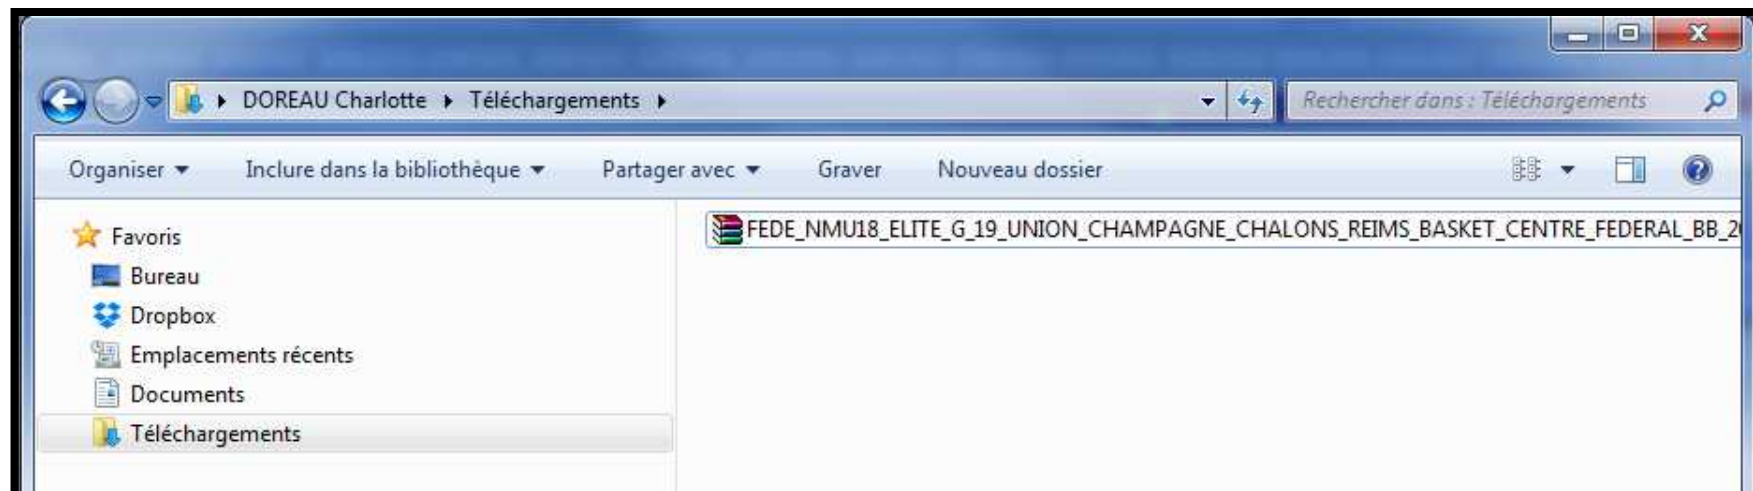 DOREAU Charlotte Téléchargements
Rechercher dans : Téléchargements
Organiser Inclure dans la bibliothèque Partager avec Graver Nouveau dossier
Favoris
Bureau
Dropbox
Emplacements récents
Documents
Téléchargements
FEDE_NMU18_ELITE_G_19_UNION_CHAMPAGNE_CHALONS_REIMS_BASKET_CENTRE_FEDERAL_BB_2